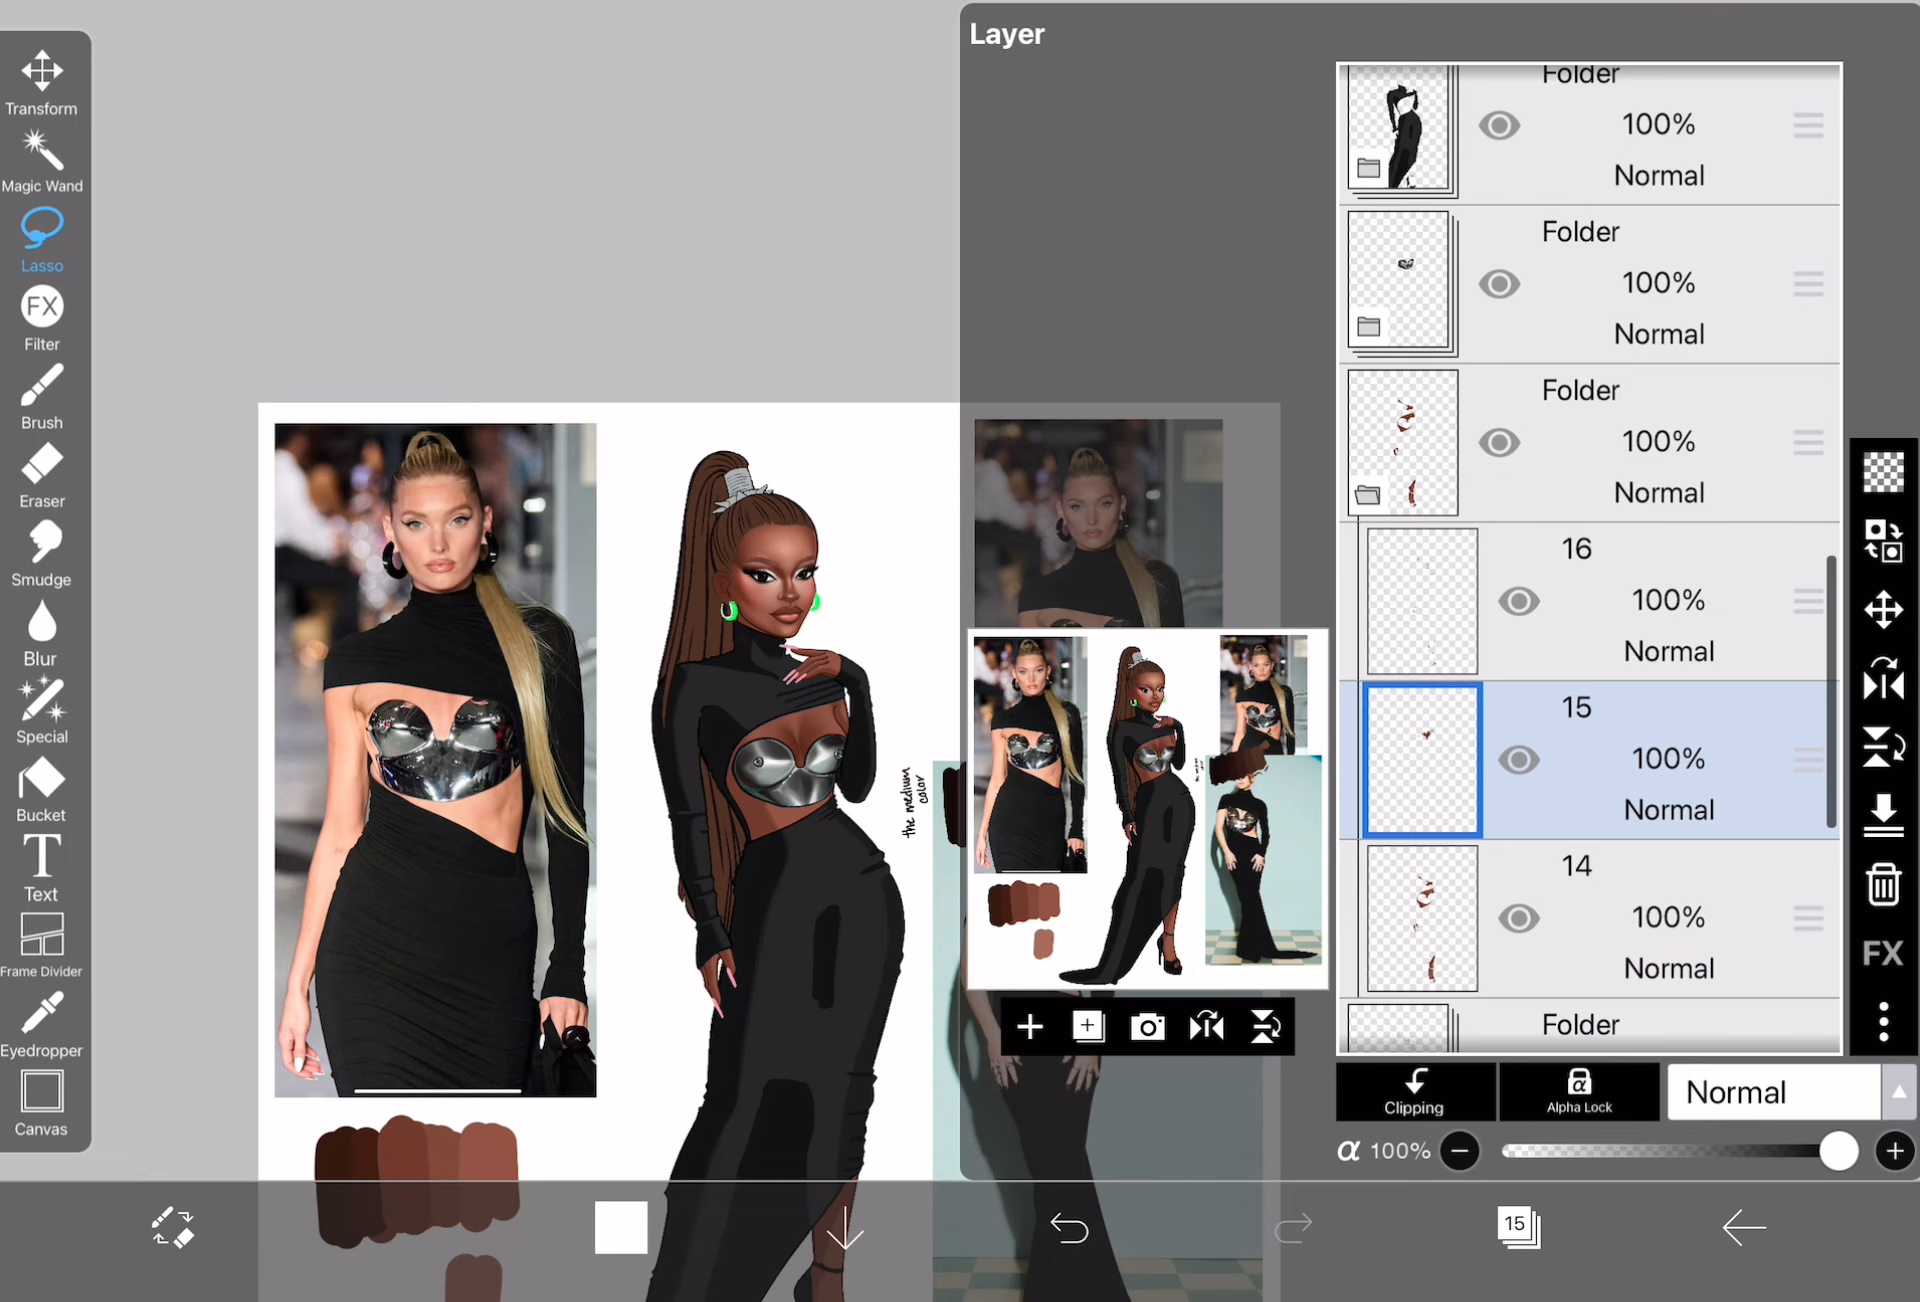 Layer
Transform
Magic Wand
Lasso
FX
Filter
Brush
Eraser
Smudge
Blur
Special
Bucket
T
Text
Frame Divider
Eyedropper
Canvas
the medium
color
Folder
100%
Normal
Folder
100%
Normal
Folder
100%
Normal
16
100%
Normal
15
100%
Normal
14
100%
Normal
Folder
FX
Clipping
α
Alpha Lock
Normal
α 100%
15